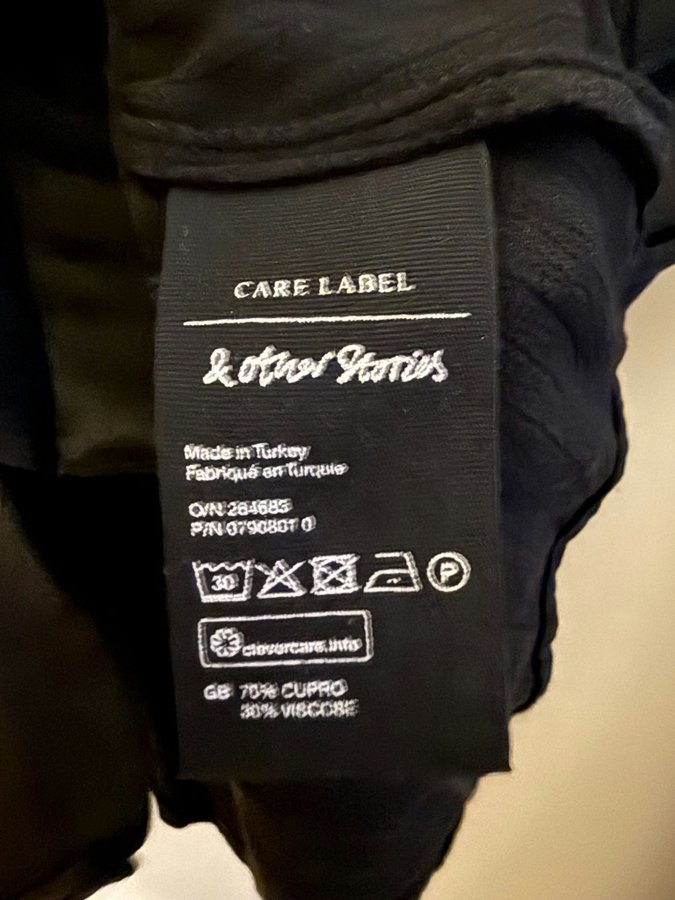 CARE LABEL
& other Stories
Made in Turkey
Fabriqué en Turquie
O/N 264685
P/N 0790801 0
30
P
clevercare.info
GB 70% CUPRO
30% VISCOSE